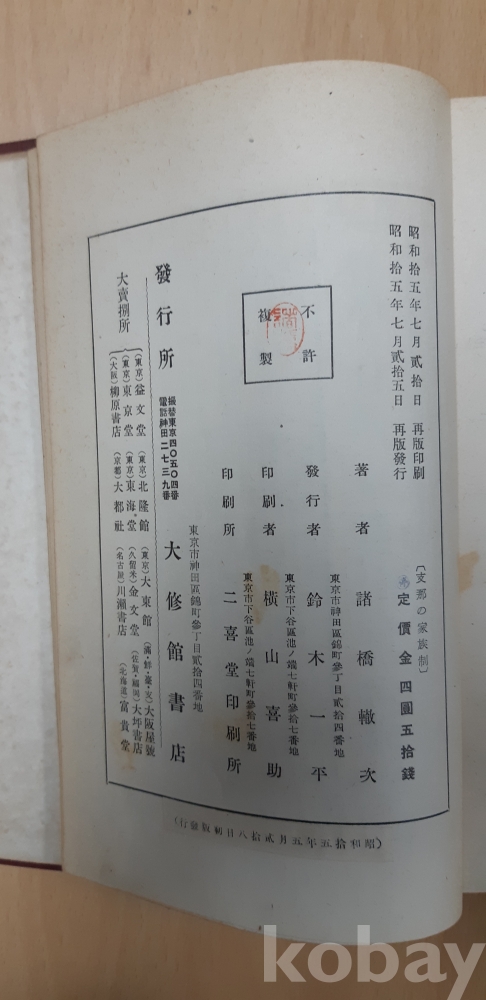 昭和拾五年七月貳拾日 再版印刷
昭和拾五年七月貳拾五日 再版發行
〔支那の家族制〕
定價金四圓五拾錢
不許
複製
著者 諸橋轍次
東京市神田區錦町參丁目貳拾四番地
發行者 鈴木一平
東京市下谷區池ノ端七軒町參拾七番地
印刷者 横山喜助
東京市下谷區池ノ端七軒町參拾七番地
印刷所 二喜堂印刷所
東京市神田區錦町參丁目貳拾四番地
發行所 大修館書店
振替東京四〇五〇四番
電話神田二七三九番
大賣捌所
(東京)益文堂 (東京)北隆館 (東京)大東館 (滿・鮮・臺・支)大阪屋號
(東京)東京堂 (東京)東海堂 (久留米)金文堂 (佐賀・福岡)大坪書店
(大阪)柳原書店 (京都)大都社 (名古屋)川瀬書店 (北海道)富貴堂
(昭和拾五年五月貳拾八日初版發行)
kobay